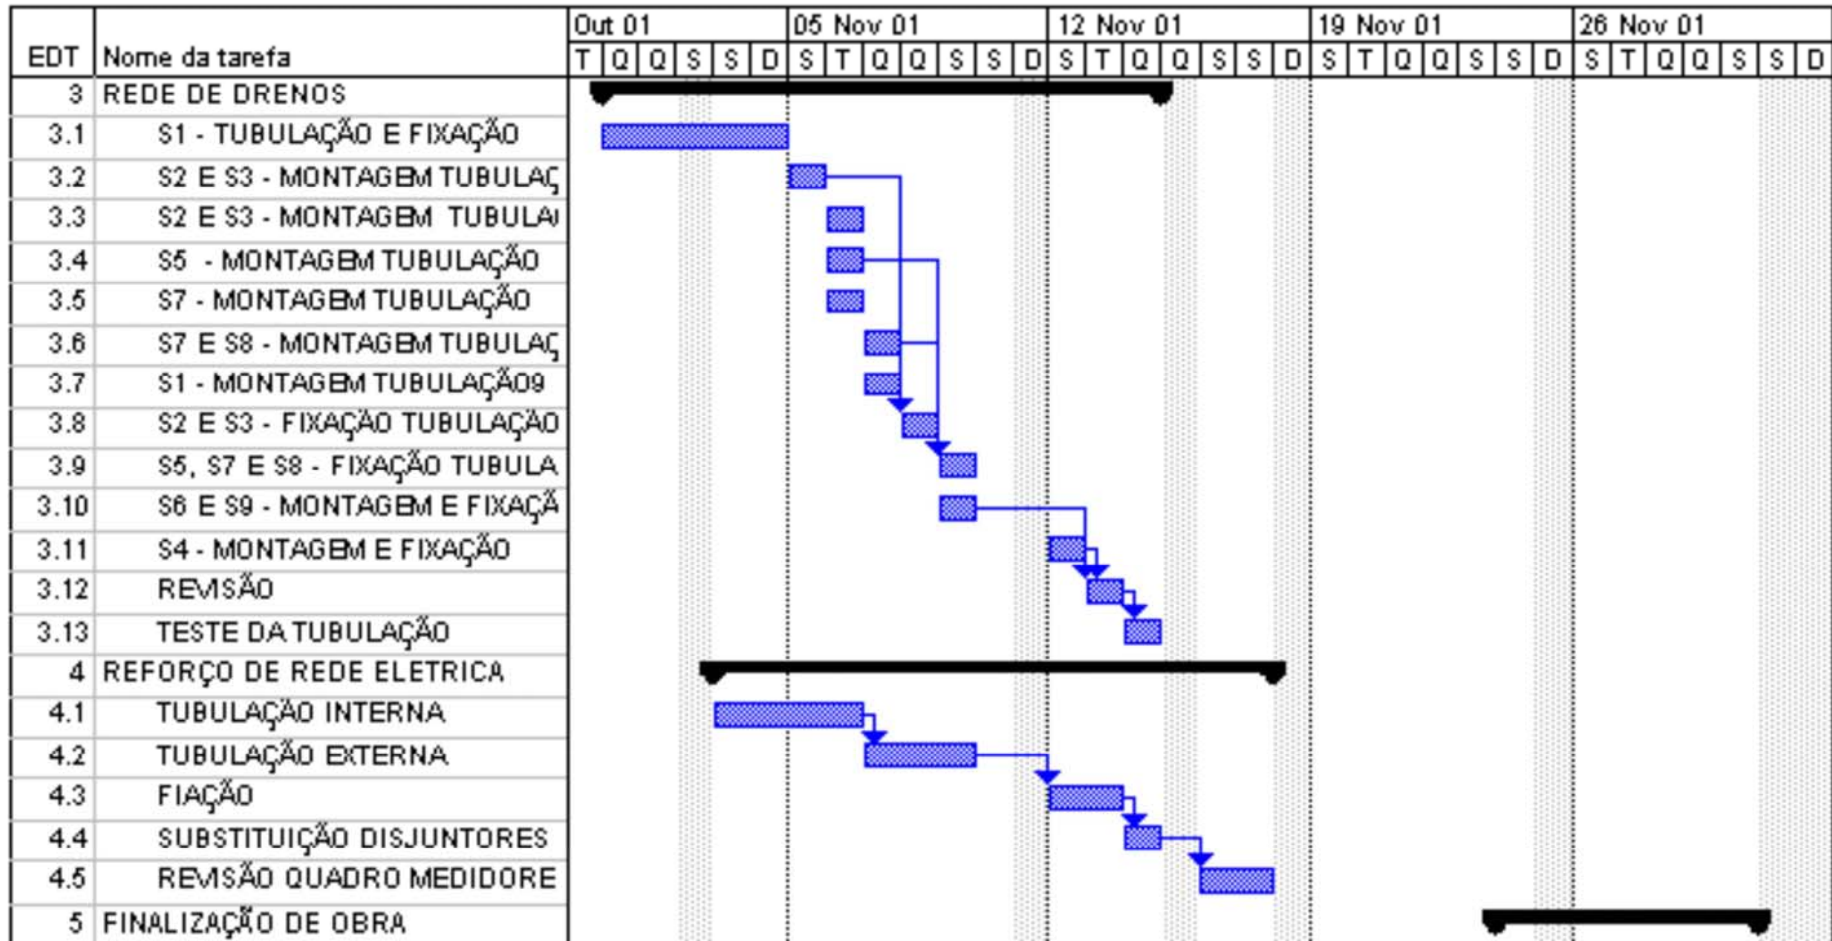 Out 01 05 Nov 01 12 Nov 01 19 Nov 01 26 Nov 01
EDT Nome da tarefa T Q Q S S D S T Q Q S S D S T Q Q S S D S T Q Q S S D S T Q Q S S D
3 REDE DE DRENOS
3.1 S1 - TUBULAÇÃO E FIXAÇÃO
3.2 S2 E S3 - MONTAGEM TUBULAÇ
3.3 S2 E S3 - MONTAGEM TUBULA
3.4 S5 - MONTAGEM TUBULAÇÃO
3.5 S7 - MONTAGEM TUBULAÇÃO
3.6 S7 E S8 - MONTAGEM TUBULAÇ
3.7 S1 - MONTAGEM TUBULAÇÃO9
3.8 S2 E S3 - FIXAÇÃO TUBULAÇÃO
3.9 S5, S7 E S8 - FIXAÇÃO TUBULA
3.10 S6 E S9 - MONTAGEM E FIXAÇÃ
3.11 S4 - MONTAGEM E FIXAÇÃO
3.12 REVISÃO
3.13 TESTE DA TUBULAÇÃO
4 REFORÇO DE REDE ELETRICA
4.1 TUBULAÇÃO INTERNA
4.2 TUBULAÇÃO EXTERNA
4.3 FIAÇÃO
4.4 SUBSTITUIÇÃO DISJUNTORES
4.5 REVISÃO QUADRO MEDIDORE
5 FINALIZAÇÃO DE OBRA